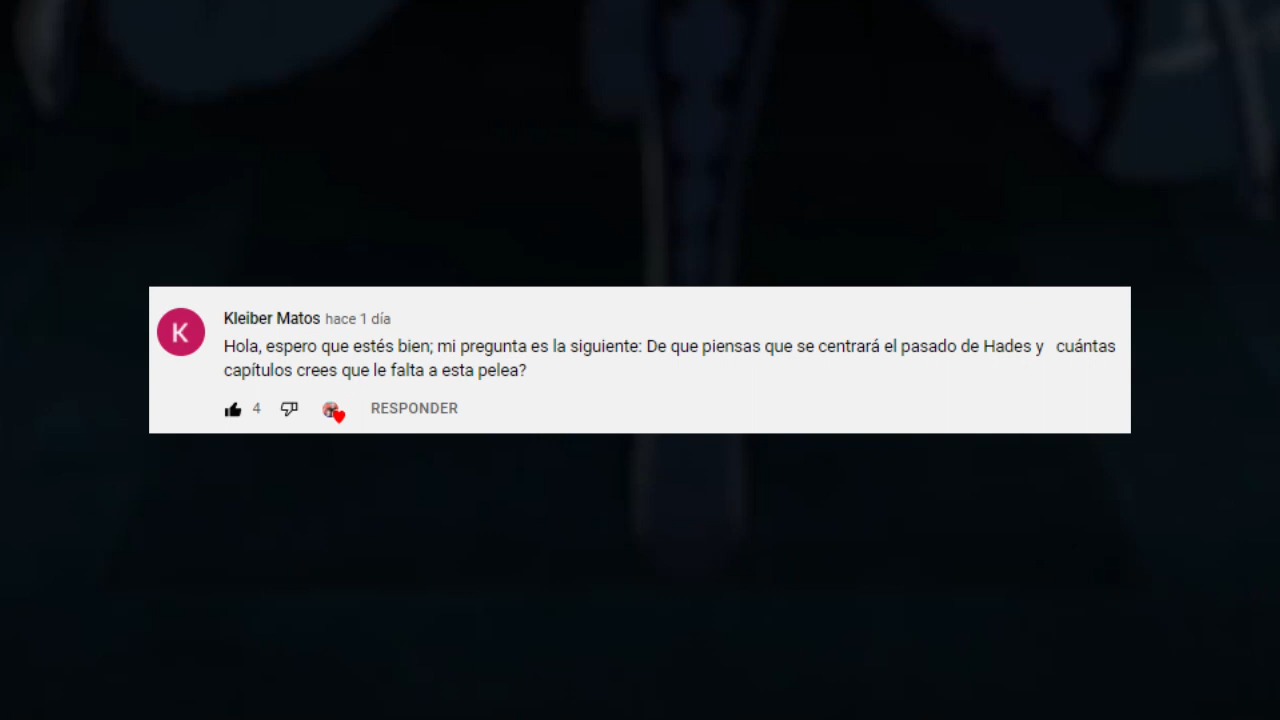 Kleiber Matos hace 1 día
Hola, espero que estés bien; mi pregunta es la siguiente: De que piensas que se centrará el pasado de Hades y cuántas
capítulos crees que le falta a esta pelea?
4 RESPONDER